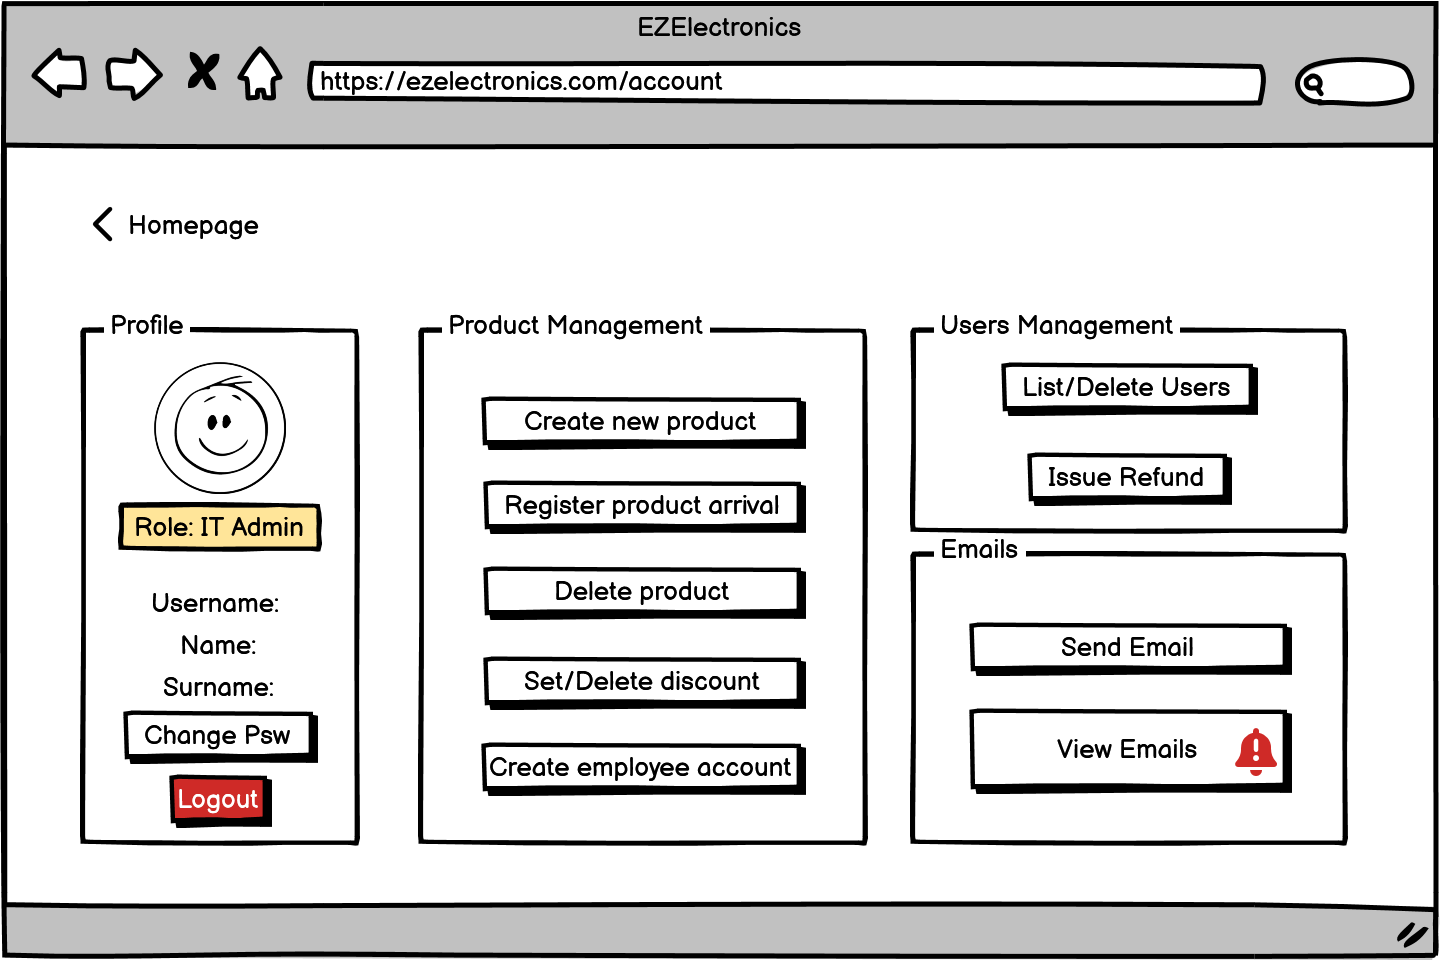 EZElectronics
https://ezelectronics.com/account
Homepage
Profile
Role: IT Admin
Username:
Name:
Surname:
Change Psw
Logout
Product Management
Create new product
Register product arrival
Delete product
Set/Delete discount
Create employee account
Users Management
List/Delete Users
Issue Refund
Emails
Send Email
View Emails